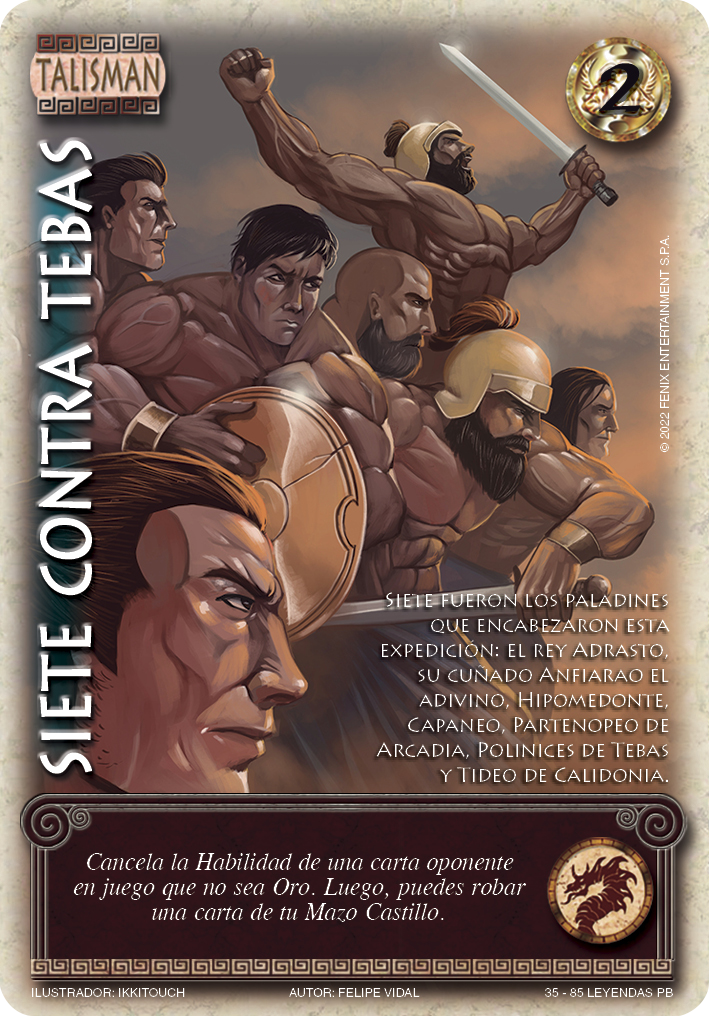 TALISMAN
2
SIETE CONTRA TEBAS
© 2022 FENIX ENTERTAINMENT S.P.A.
SIETE FUERON LOS PALADINES
QUE ENCABEZARON ESTA
EXPEDICIÓN: EL REY ADRASTO,
SU CUÑADO ANFIARAO EL
ADIVINO, HIPOMEDONTE,
CAPANEO, PARTENOPEO DE
ARCADIA, POLINICES DE TEBAS
Y TIDEO DE CALIDONIA.
Cancela la Habilidad de una carta oponente
en juego que no sea Oro. Luego, puedes robar
una carta de tu Mazo Castillo.
ILUSTRADOR: IKKITOUCH AUTOR: FELIPE VIDAL 35 - 85 LEYENDAS PB